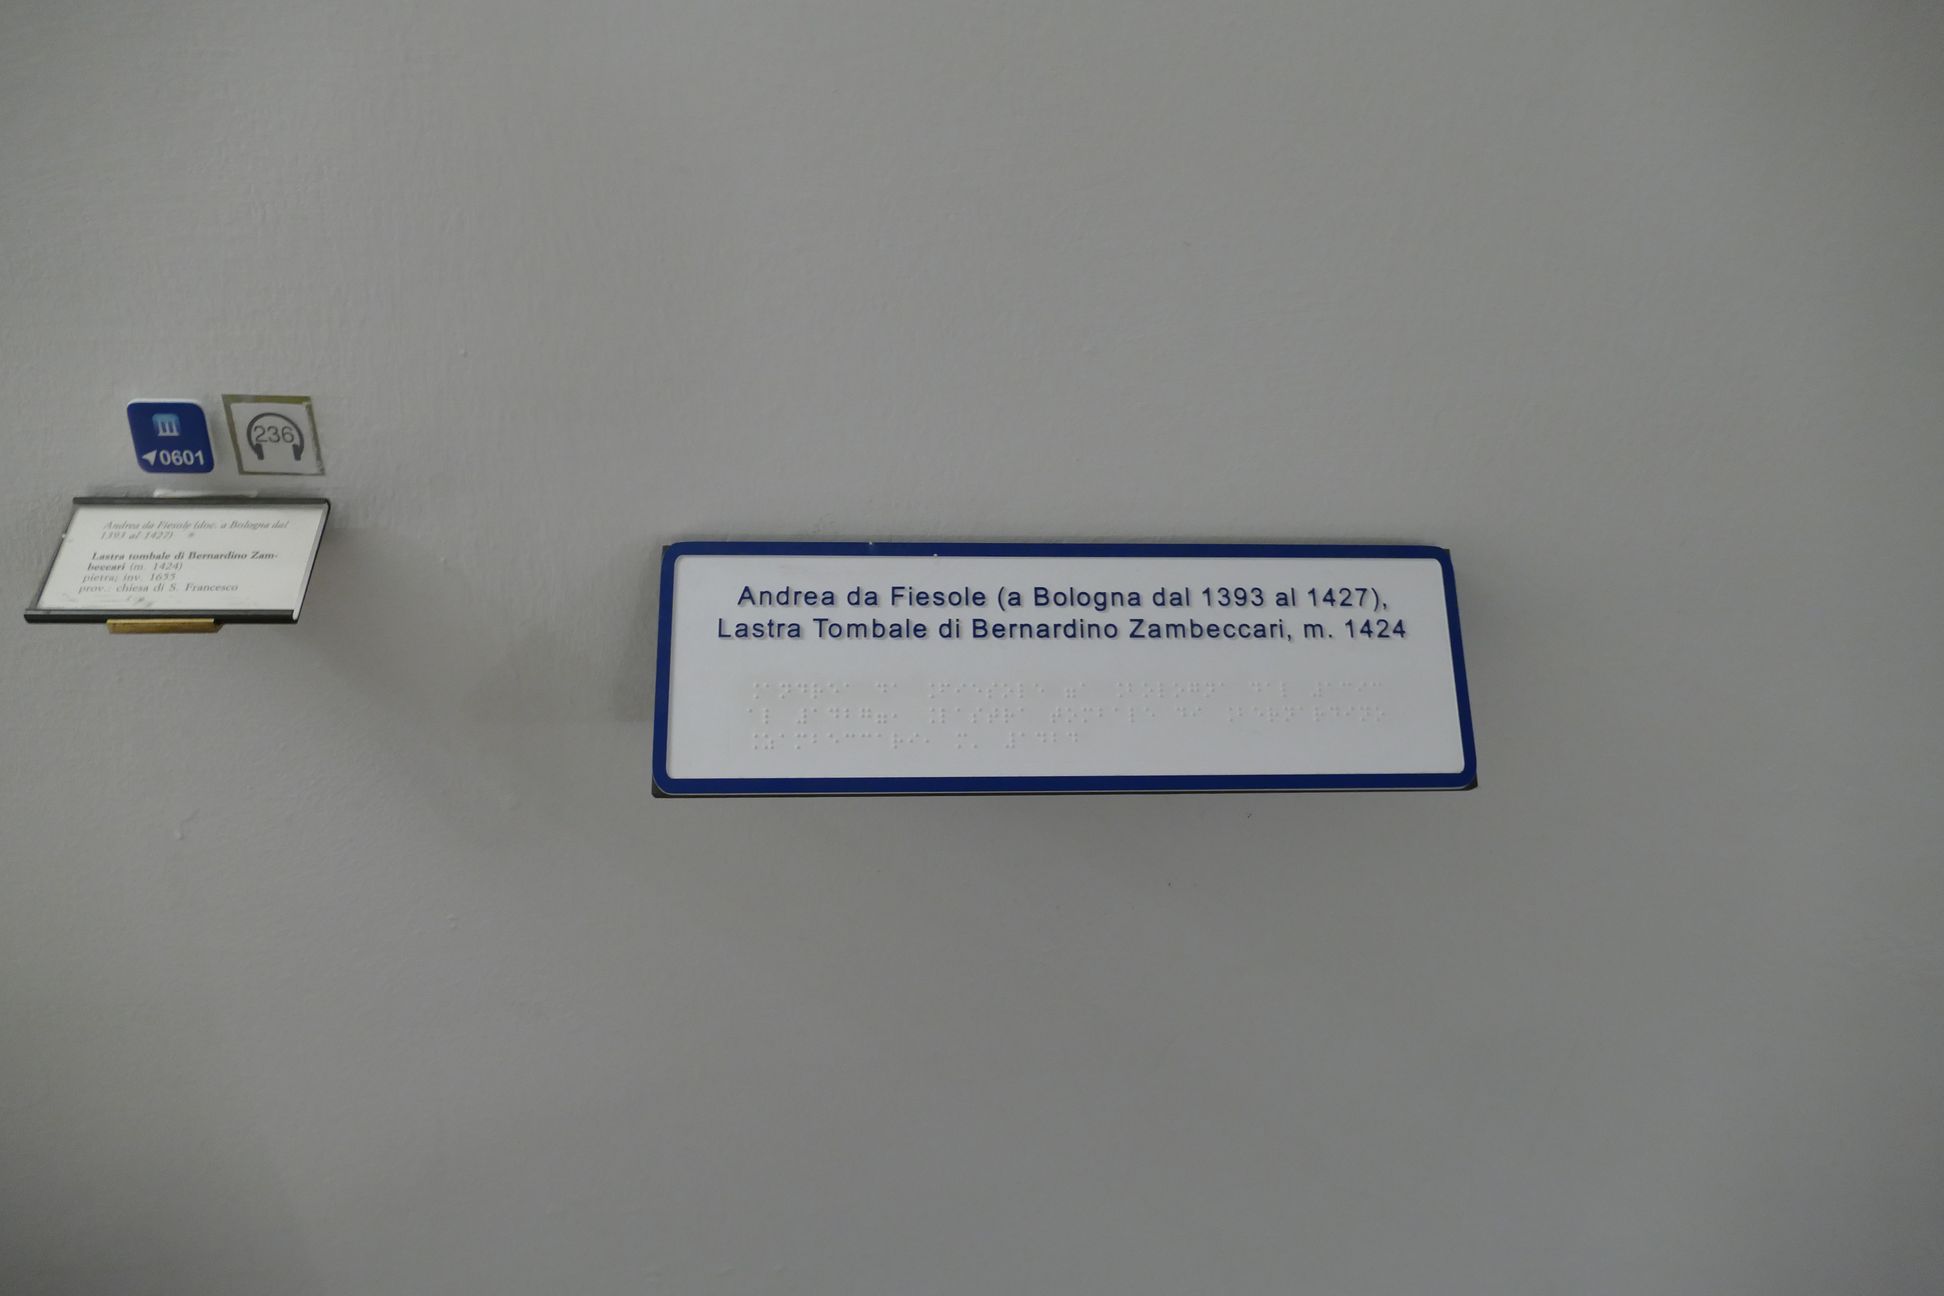 0601
236
Andrea da Fiesole (doc. a Bologna dal
1393 al 1427)
Lastra tombale di Bernardino Zam-
beccari (m. 1424)
pietra; inv. 1655
prov.: chiesa di S. Francesco
Andrea da Fiesole (a Bologna dal 1393 al 1427),
Lastra Tombale di Bernardino Zambeccari, m. 1424